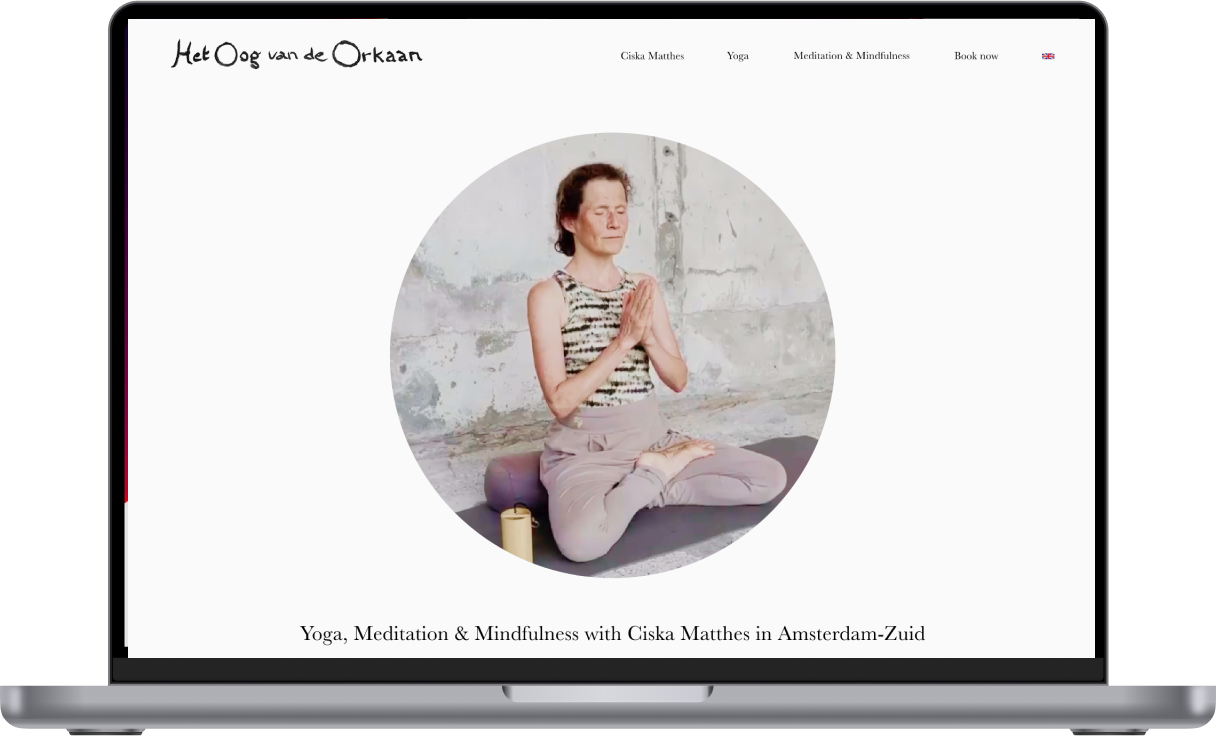 Het Oog van de Orkaan
Ciska Matthes
Yoga
Meditation & Mindfulness
Book now
Yoga, Meditation & Mindfulness with Ciska Matthes in Amsterdam-Zuid